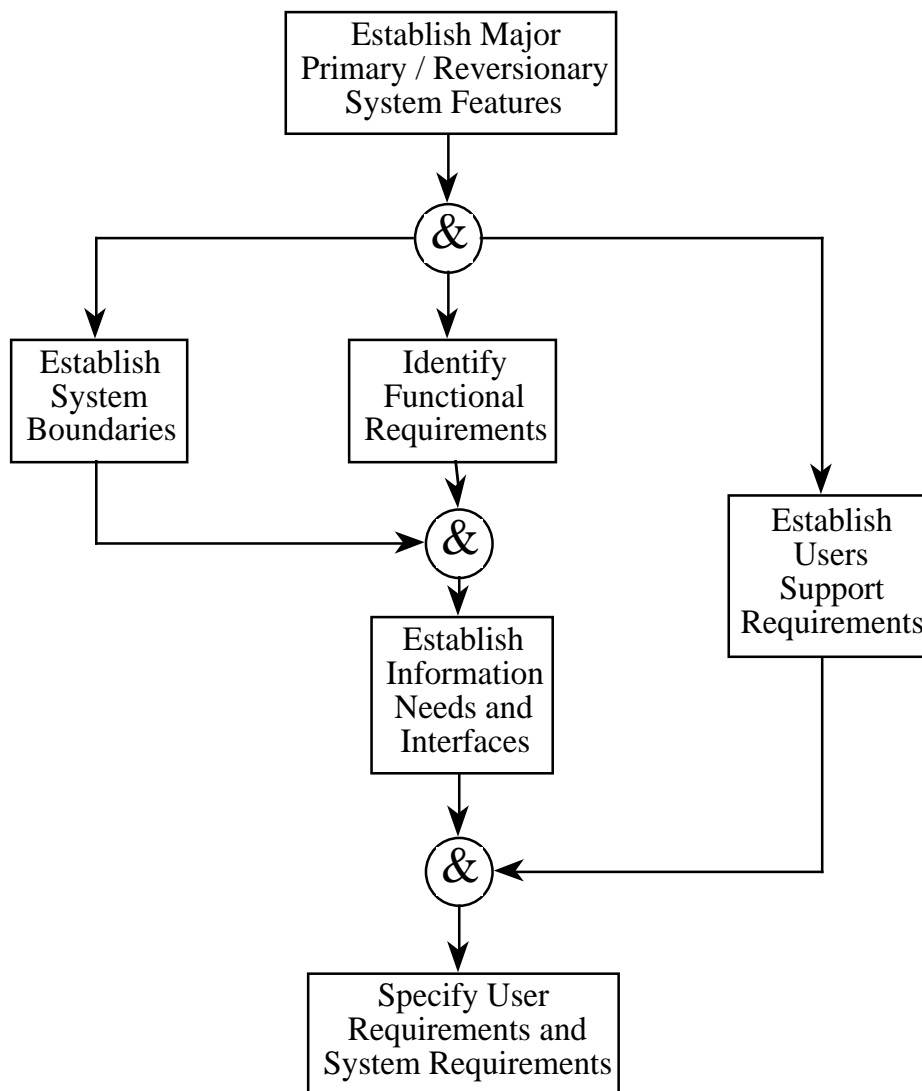 Establish Major
Primary / Reversionary
System Features
&
Establish
System
Boundaries
Identify
Functional
Requirements
&
Establish
Users
Support
Requirements
Establish
Information
Needs and
Interfaces
&
Specify User
Requirements and
System Requirements